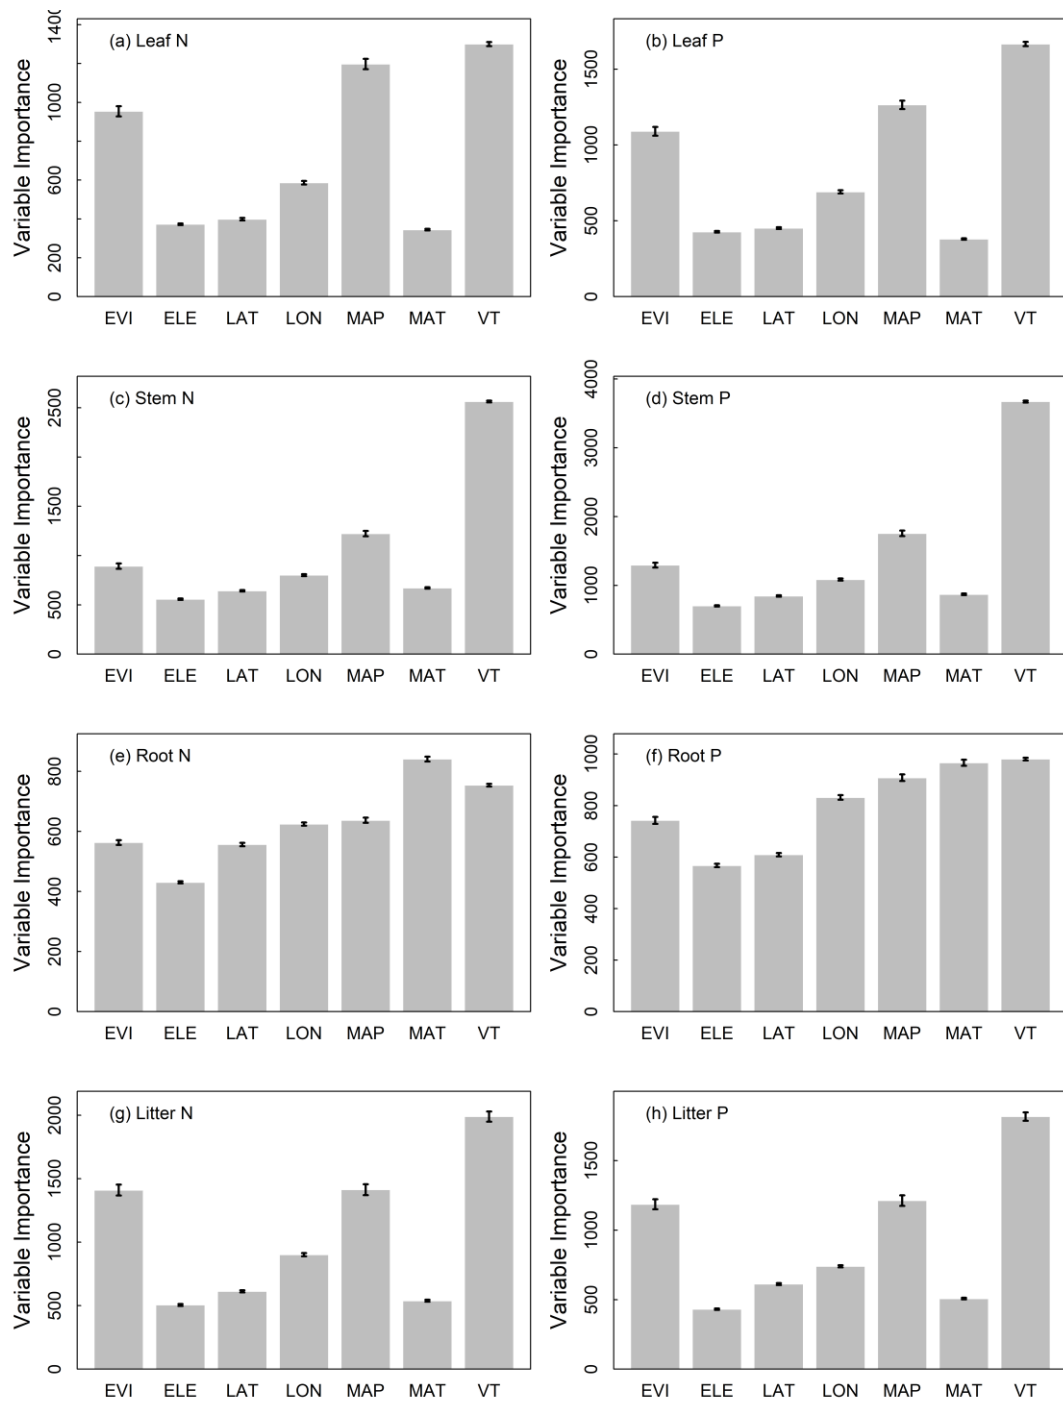 (a) Leaf N
Variable Importance
0 200 600 1000 1400
EVI ELE LAT LON MAP MAT VT
(b) Leaf P
Variable Importance
0 500 1000 1500
EVI ELE LAT LON MAP MAT VT
(c) Stem N
Variable Importance
0 500 1500 2500
EVI ELE LAT LON MAP MAT VT
(d) Stem P
Variable Importance
0 1000 2000 3000 4000
EVI ELE LAT LON MAP MAT VT
(e) Root N
Variable Importance
0 200 400 600 800
EVI ELE LAT LON MAP MAT VT
(f) Root P
Variable Importance
0 200 400 600 800 1000
EVI ELE LAT LON MAP MAT VT
(g) Litter N
Variable Importance
0 500 1000 1500 2000
EVI ELE LAT LON MAP MAT VT
(h) Litter P
Variable Importance
0 500 1000 1500
EVI ELE LAT LON MAP MAT VT